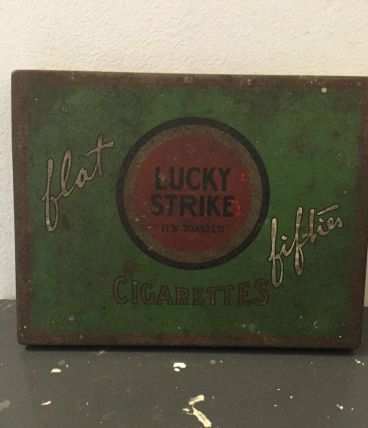 flat
LUCKY
STRIKE
"IT'S TOASTED"
fifties
CIGARETTES